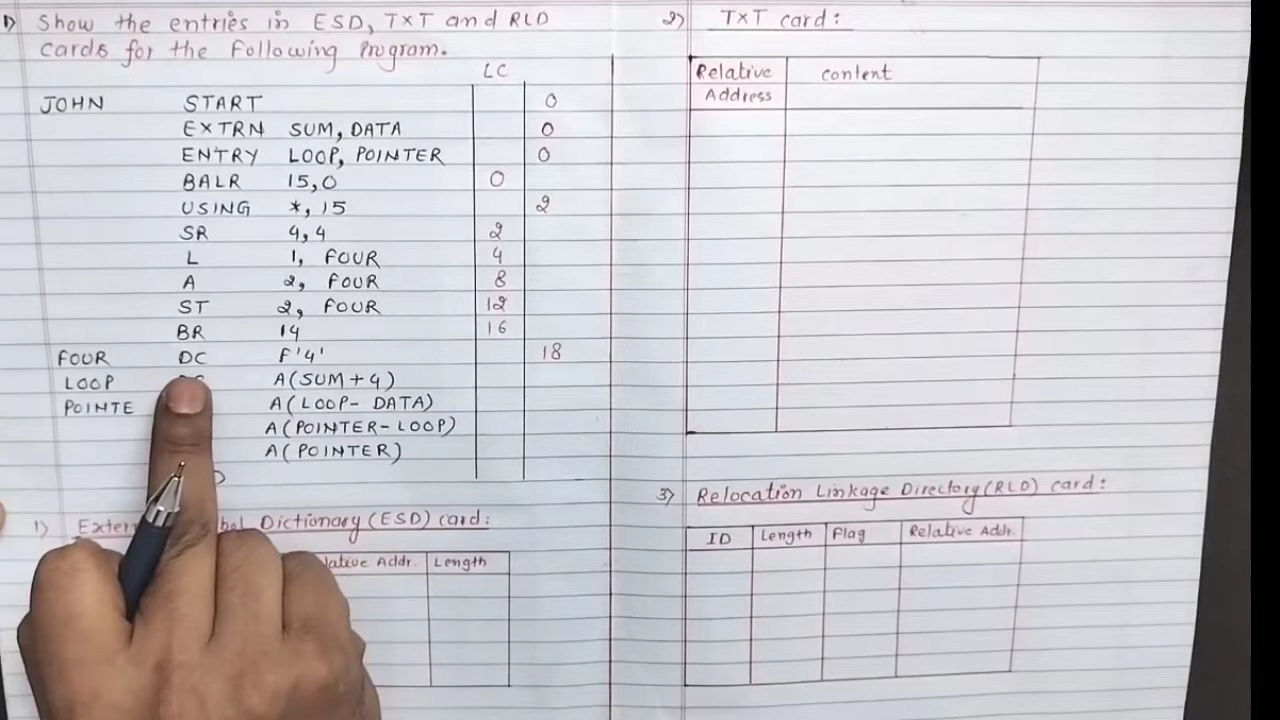 1) Show the entries in ESD, TXT and RLD
cards for the following Program.
LC
JOHN START 0
EXTRN SUM, DATA 0
ENTRY LOOP, POINTER 0
BALR 15,0 0
USING *, 15 2
SR 4,4 2
L 1, FOUR 4
A 2, FOUR 8
ST 2, FOUR 12
BR 14 16
FOUR DC F'4' 18
LOOP A(SUM+4)
POINTE A(LOOP- DATA)
A(POINTER-LOOP)
A(POINTER)
1) Dictionary (ESD) card:
Addr. Length
2) TXT card:
Relative content
Address
3) Relocation Linkage Directory(RLD) card:
ID Length Flag Relative Addr.